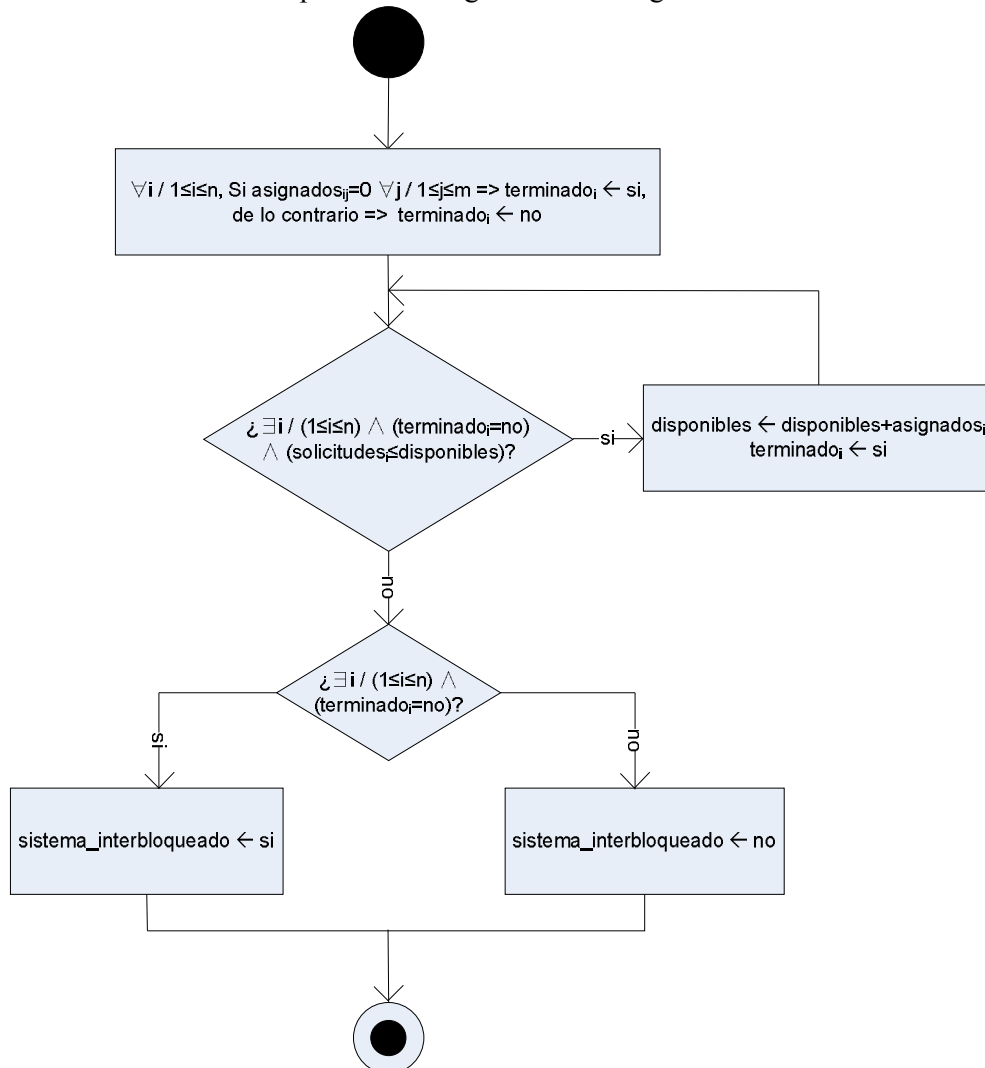 ∀i / 1≤i≤n, Si asignadosij=0 ∀j / 1≤j≤m => terminadoi ← si,
de lo contrario => terminadoi ← no
¿∃i / (1≤i≤n) ∧ (terminadoi=no)
∧ (solicitudesi≤disponibles)?
si
disponibles ← disponibles+asignadosi
terminadoi ← si
no
¿∃i / (1≤i≤n) ∧
(terminadoi=no)?
si
no
sistema_interbloqueado ← si
sistema_interbloqueado ← no